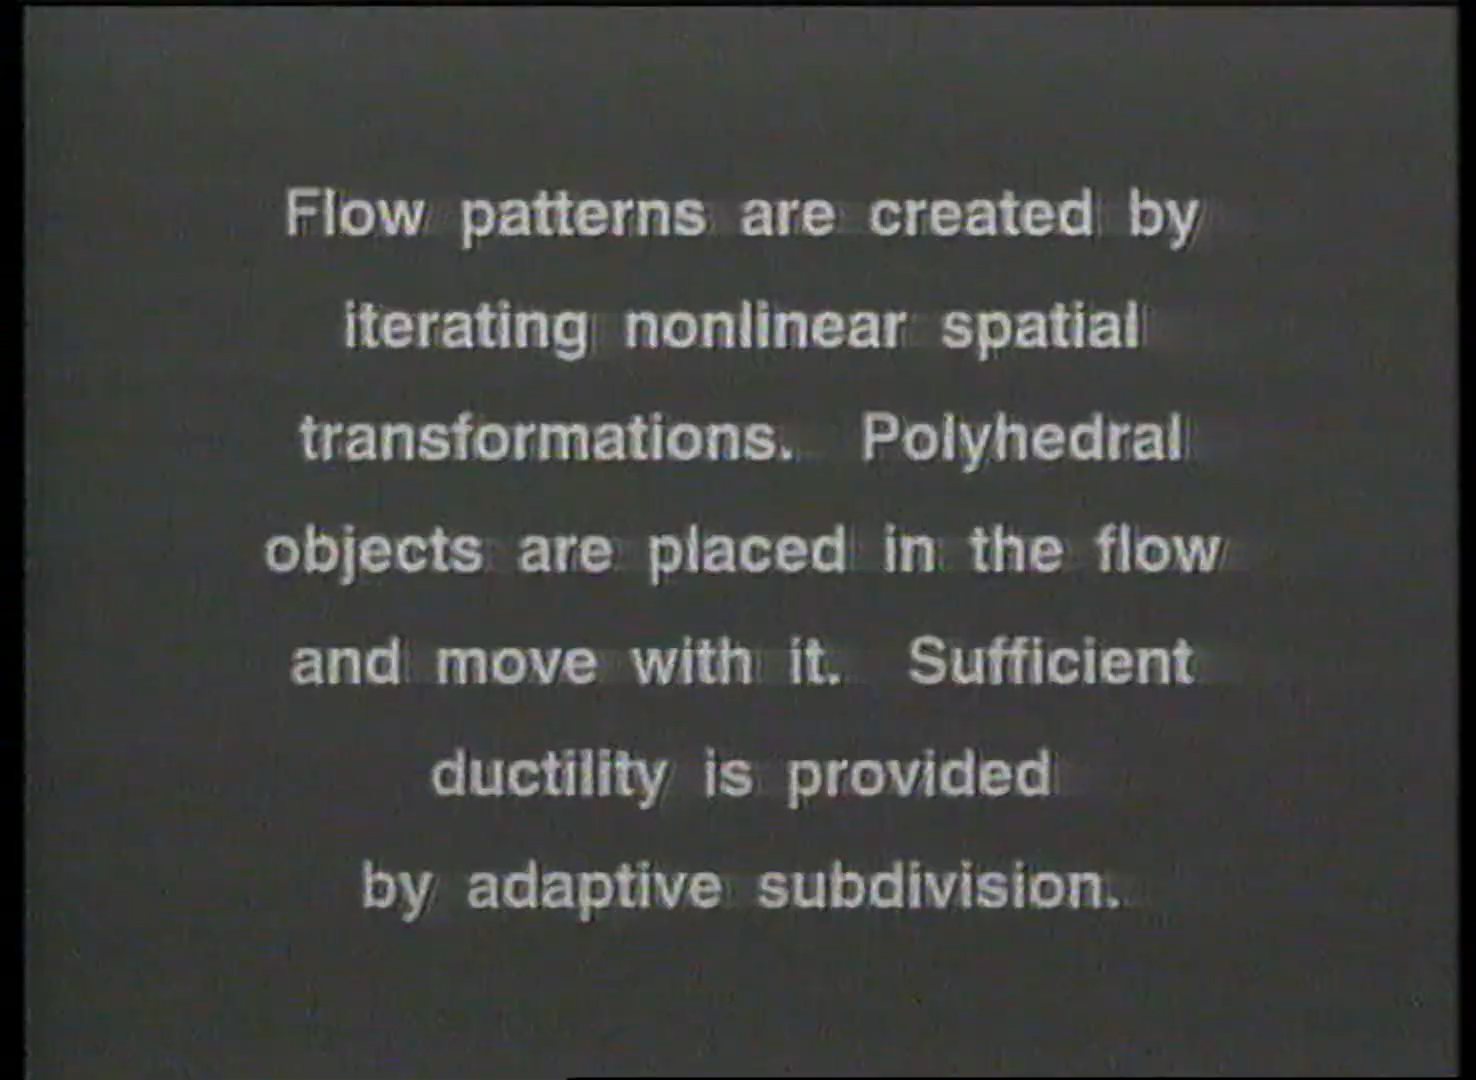 Flow patterns are created by
iterating nonlinear spatial
transformations. Polyhedral
objects are placed in the flow
and move with it. Sufficient
ductility is provided
by adaptive subdivision.